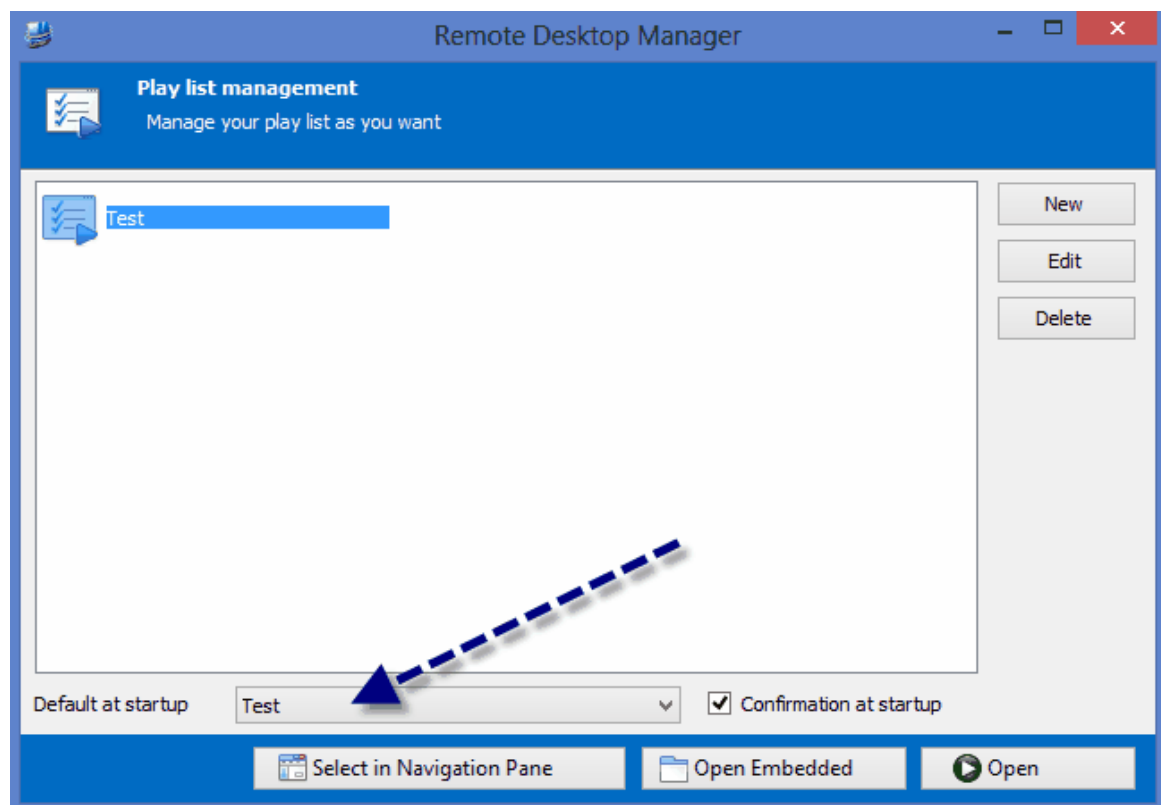 Remote Desktop Manager
Play list management
Manage your play list as you want
Test
New
Edit
Delete
Default at startup Test Confirmation at startup
Select in Navigation Pane Open Embedded Open